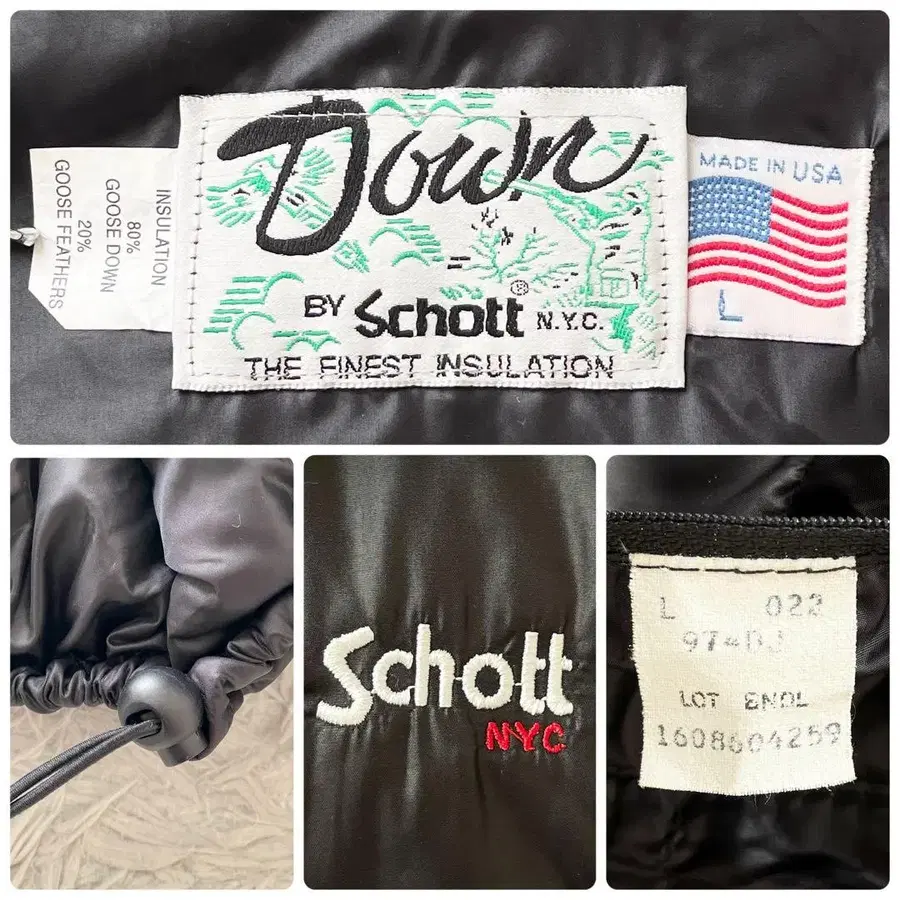 INSULATION
80%
GOOSE DOWN
20%
GOOSE FEATHERS
Down
BY Schott® N.Y.C.
THE FINEST INSULATION
MADE IN USA
L
Schott
NYC
L 022
LOT ENDL
1608604259